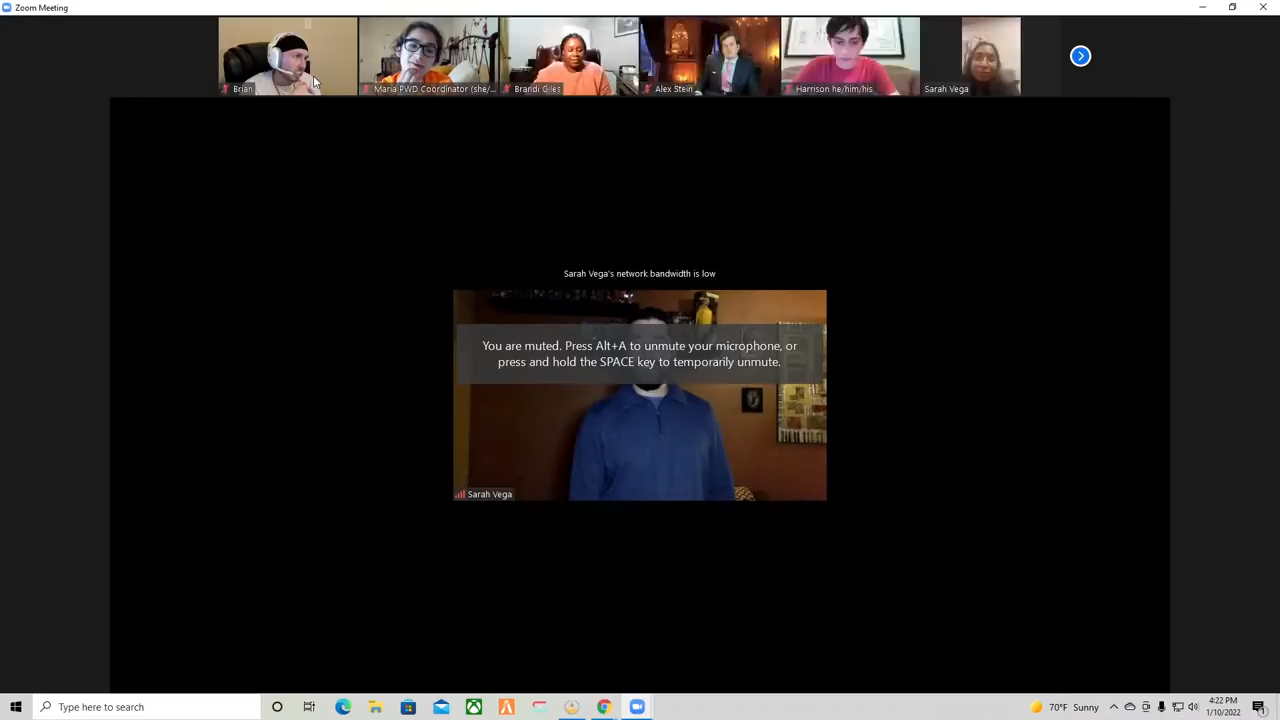 Zoom Meeting
Brian
Maria PWD Coordinator (she/...
Brandi Giles
Alex Stein
Harrison he/him/his
Sarah Vega
Sarah Vega's network bandwidth is low
You are muted. Press Alt+A to unmute your microphone, or
press and hold the SPACE key to temporarily unmute.
Sarah Vega
Type here to search
70°F Sunny
4:22 PM
1/10/2022